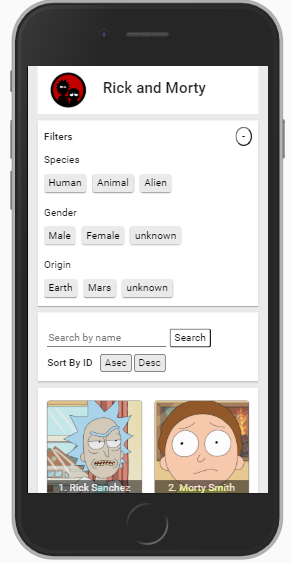 Rick and Morty
Filters -
Species
Human Animal Alien
Gender
Male Female unknown
Origin
Earth Mars unknown
Search by name Search
Sort By ID Asec Desc
1. Rick Sanchez 2. Morty Smith